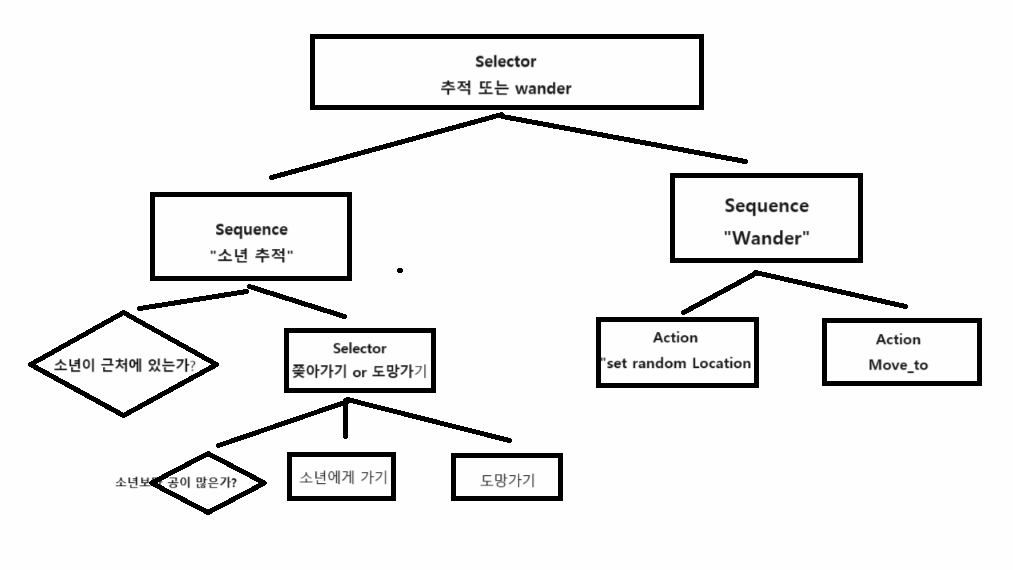 Selector
추적 또는 wander
Sequence
"소년 추적"
Sequence
"Wander"
소년이 근처에 있는가?
Selector
쫒아가기 or 도망가기
Action
"set random Location
Action
Move_to
소년보 공이 많은가?
소년에게 가기
도망가기